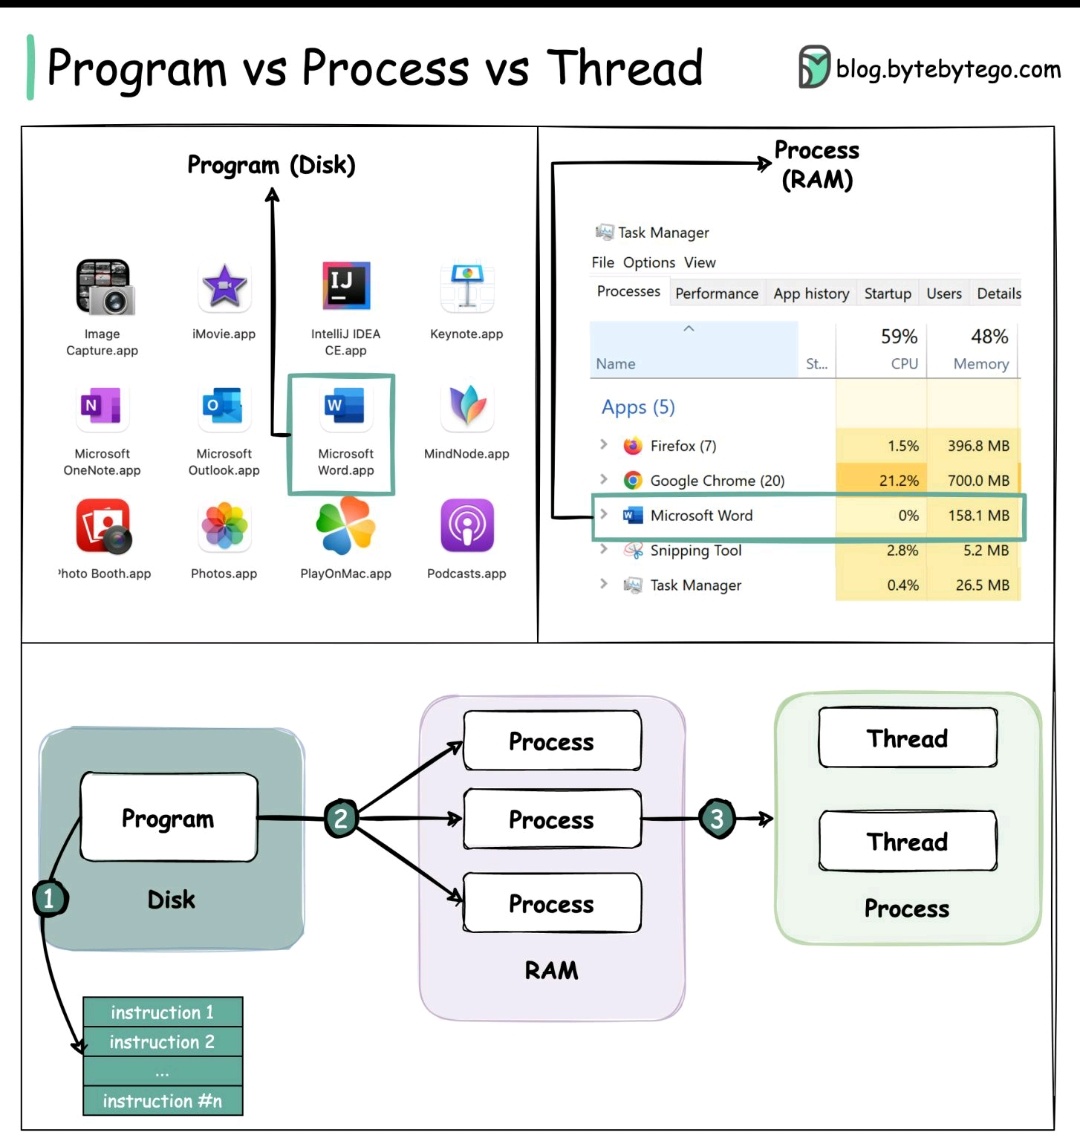 Program vs Process vs Thread
blog.bytebytego.com
Program (Disk)
Image
Capture.app
iMovie.app
IntelliJ IDEA
CE.app
Keynote.app
Microsoft
OneNote.app
Microsoft
Outlook.app
Microsoft
Word.app
MindNode.app
hoto Booth.app
Photos.app
PlayOnMac.app
Podcasts.app
IJ
N
O
W
Process
(RAM)
Task Manager
File Options View
Processes Performance App history Startup Users Details
59% 48%
Name St... CPU Memory
Apps (5)
Firefox (7) 1.5% 396.8 MB
Google Chrome (20) 21.2% 700.0 MB
W Microsoft Word 0% 158.1 MB
Snipping Tool 2.8% 5.2 MB
Task Manager 0.4% 26.5 MB
Program
Disk
1
instruction 1
instruction 2
...
instruction #n
2
Process
Process
Process
RAM
3
Thread
Thread
Process